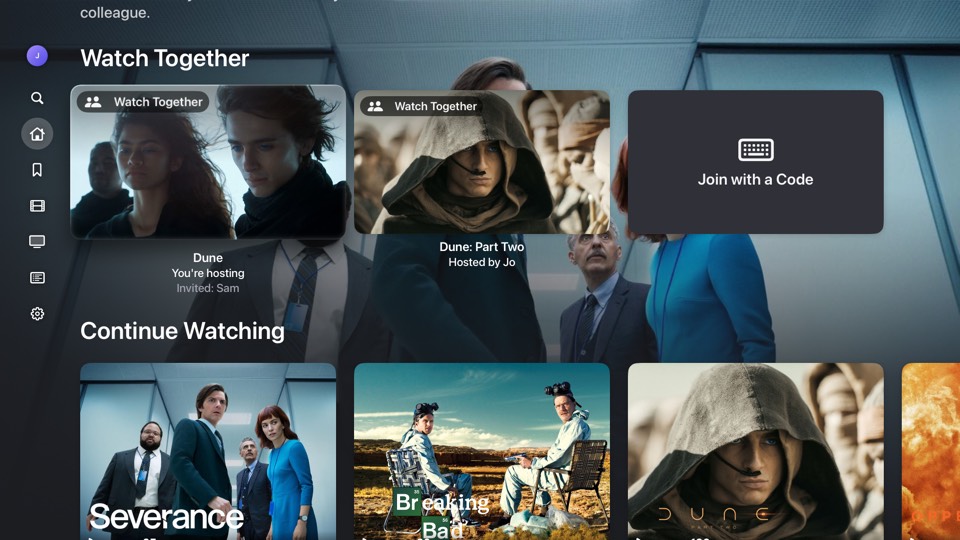 colleague.
J
Watch Together
Watch Together
Watch Together
Join with a Code
Dune
You're hosting
Invited: Sam
Dune: Part Two
Hosted by Jo
Continue Watching
Severance
Breaking
Bad
DUNE